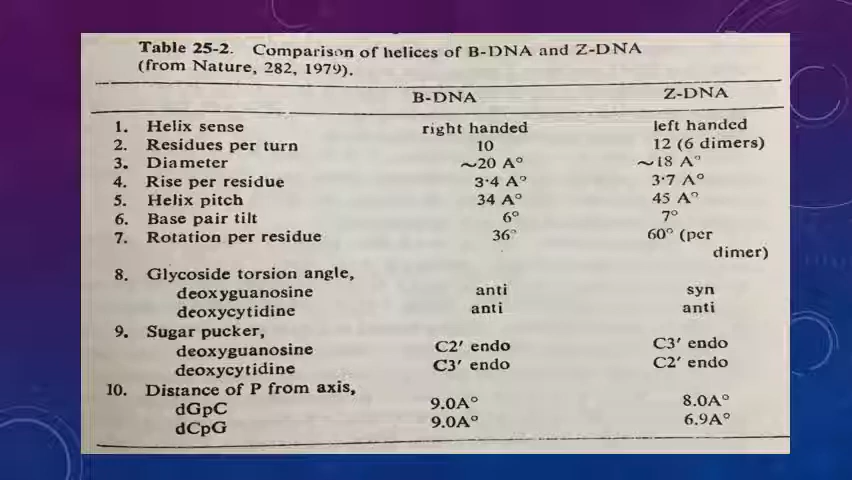 Table 25-2. Comparison of helices of B-DNA and Z-DNA
(from Nature, 282, 1979).
B-DNA Z-DNA
1. Helix sense right handed left handed
2. Residues per turn 10 12 (6 dimers)
3. Diameter ~20 A° ~18 A°
4. Rise per residue 3·4 A° 3·7 A°
5. Helix pitch 34 A° 45 A°
6. Base pair tilt 6° 7°
7. Rotation per residue 36° 60° (per
dimer)
8. Glycoside torsion angle,
deoxyguanosine anti syn
deoxycytidine anti anti
9. Sugar pucker,
deoxyguanosine C2′ endo C3′ endo
deoxycytidine C3′ endo C2′ endo
10. Distance of P from axis,
dGpC 9.0A° 8.0A°
dCpG 9.0A° 6.9A°